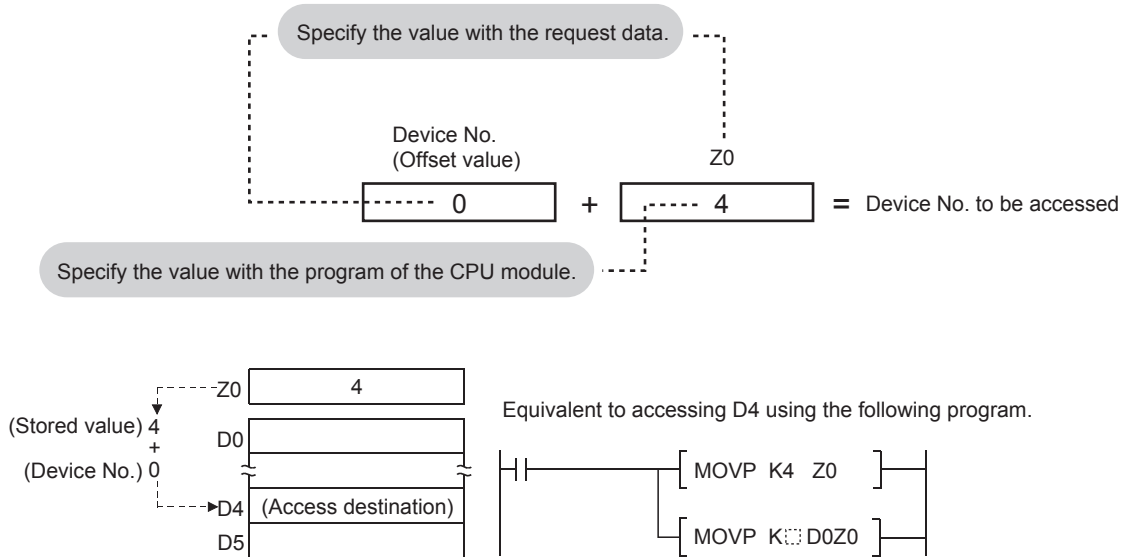 Specify the value with the request data.
Device No.
(Offset value)
Z0
0 + 4 = Device No. to be accessed
Specify the value with the program of the CPU module.
Z0 4
(Stored value) 4
+
(Device No.) 0
D0
D4 (Access destination)
D5
Equivalent to accessing D4 using the following program.
MOVP K4 Z0
MOVP K D0Z0